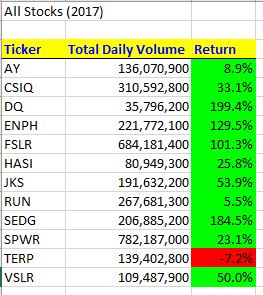 All Stocks (2017)
Ticker Total Daily Volume Return
AY 136,070,900 8.9%
CSIQ 310,592,800 33.1%
DQ 35,796,200 199.4%
ENPH 221,772,100 129.5%
FSLR 684,181,400 101.3%
HASI 80,949,300 25.8%
JKS 191,632,200 53.9%
RUN 267,681,300 5.5%
SEDG 206,885,200 184.5%
SPWR 782,187,000 23.1%
TERP 139,402,800 -7.2%
VSLR 109,487,900 50.0%